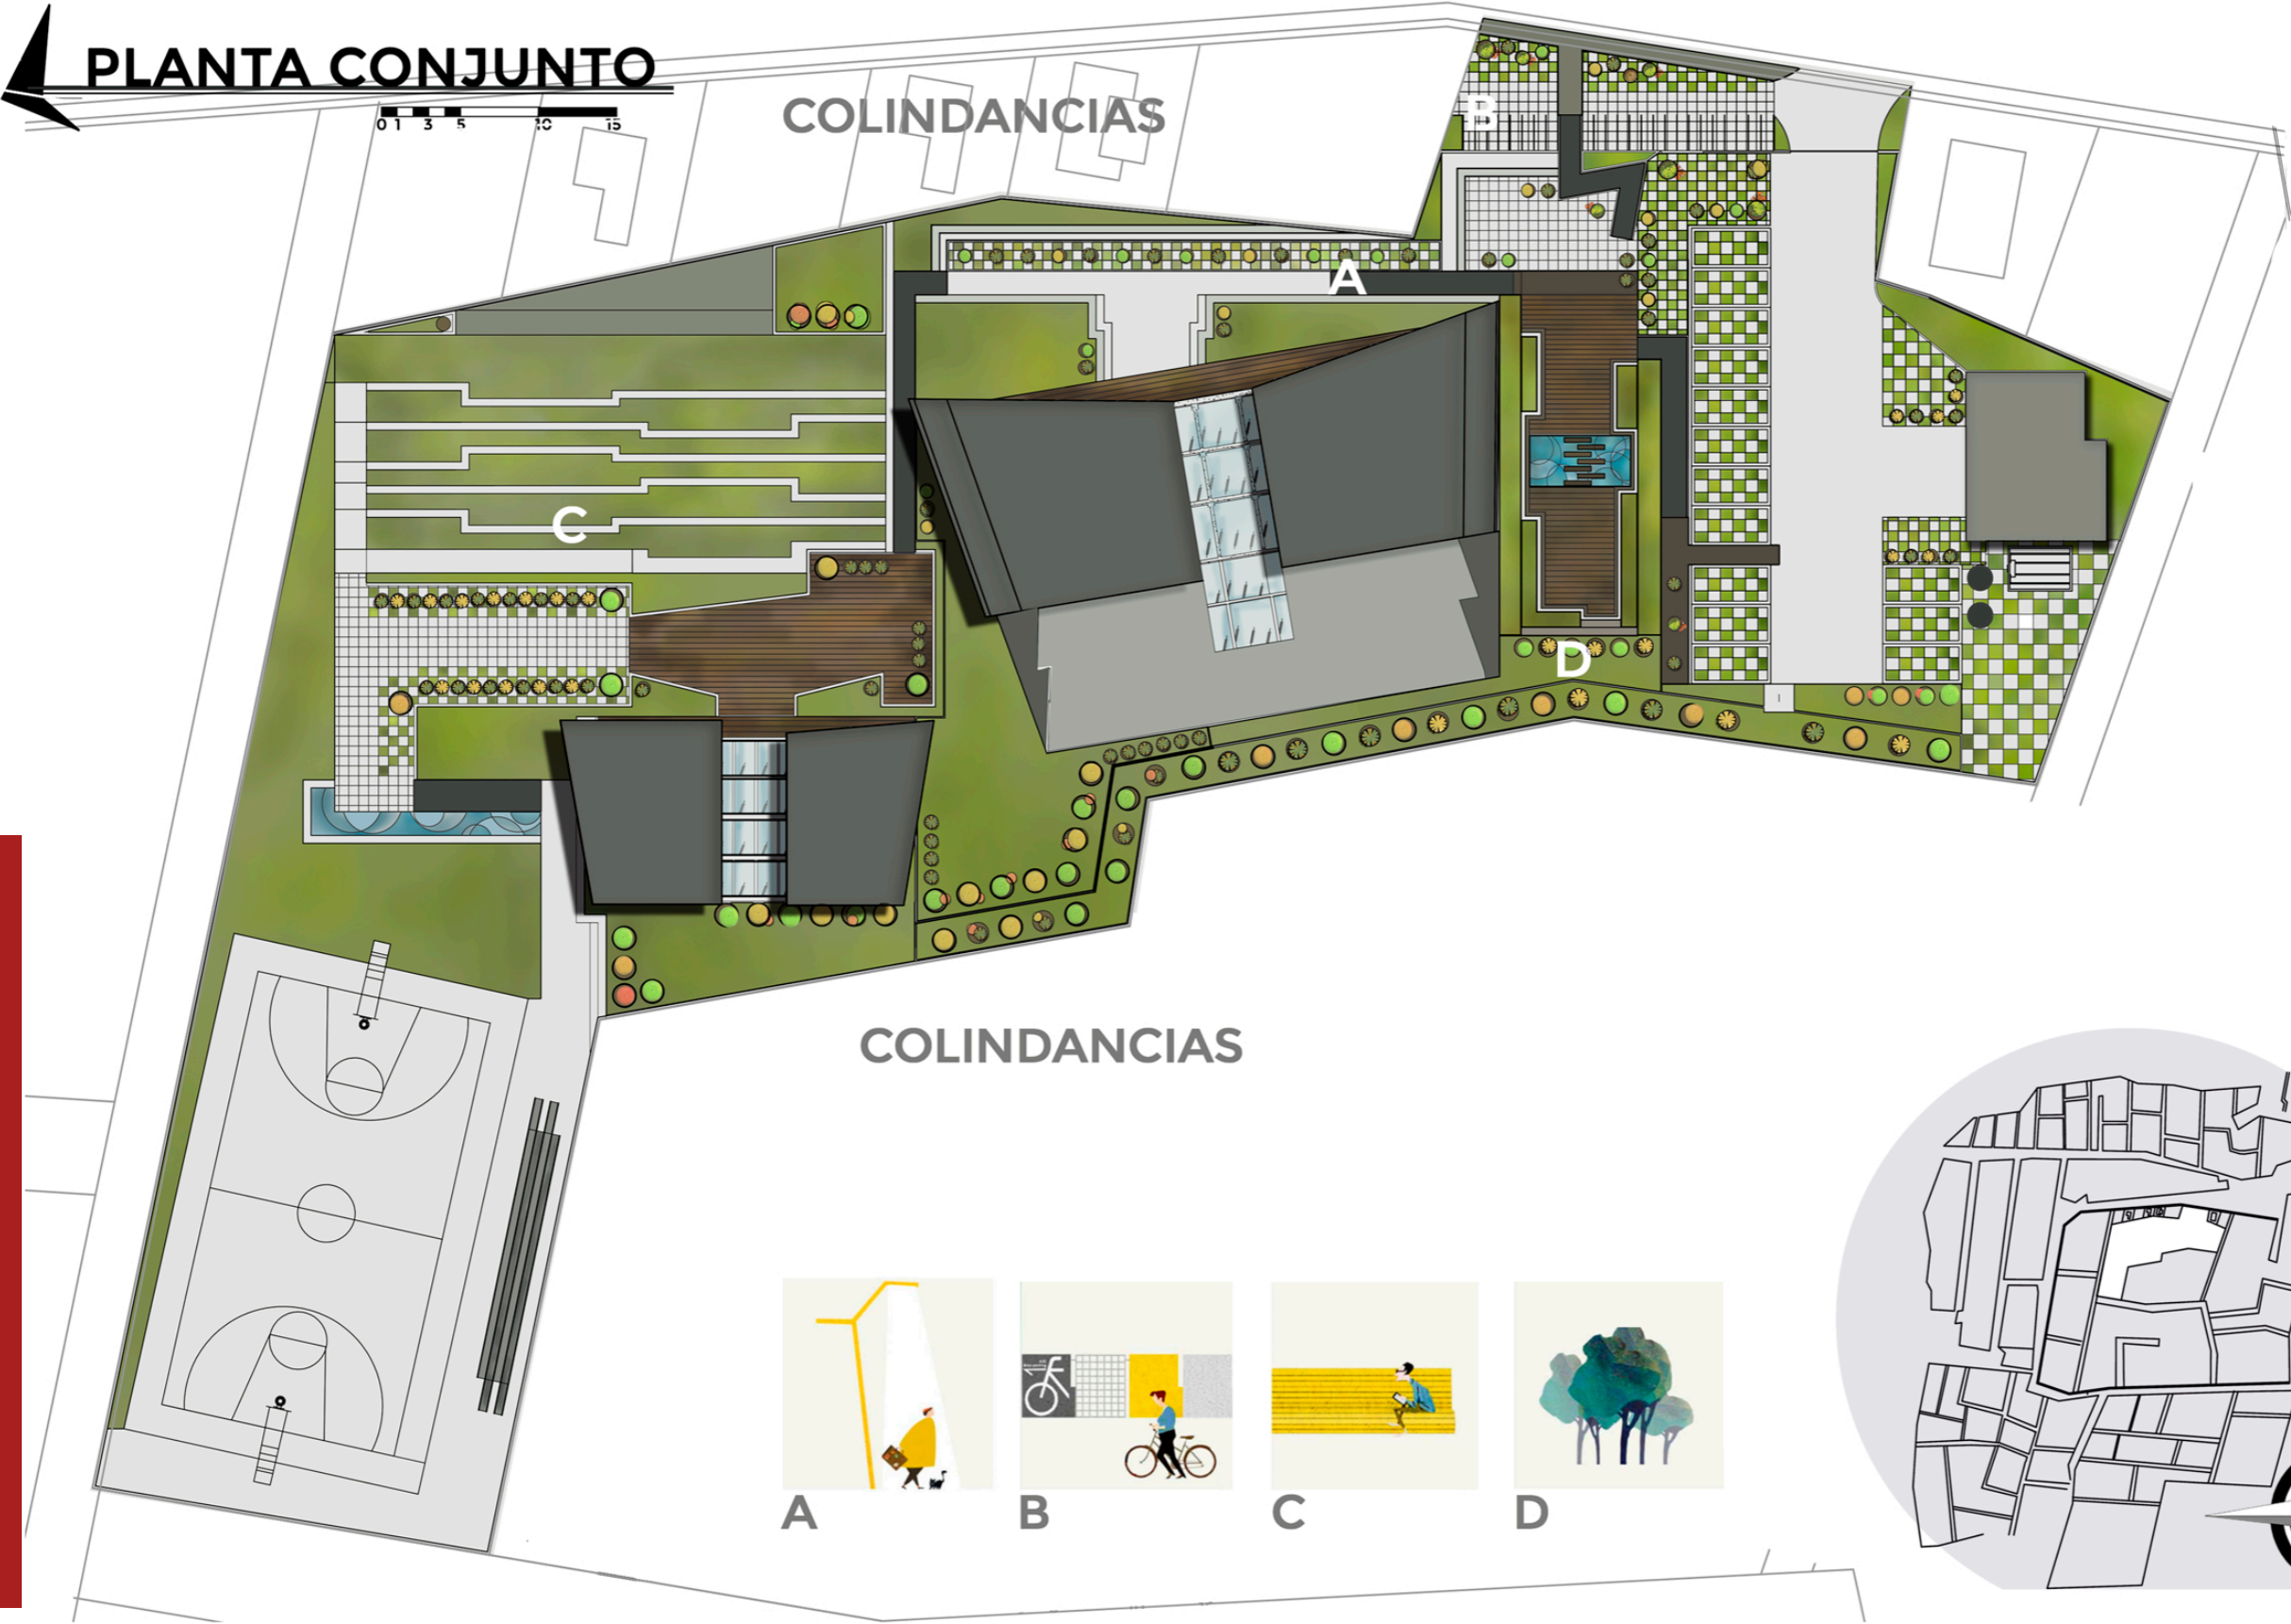 PLANTA CONJUNTO
0 1 3 5 10 15
COLINDANCIAS
B
A
C
D
COLINDANCIAS
A B C D